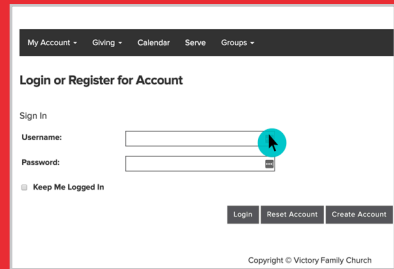 My Account Giving Calendar Serve Groups
Login or Register for Account
Sign In
Username:
Password:
Keep Me Logged In
Login Reset Account Create Account
Copyright © Victory Family Church